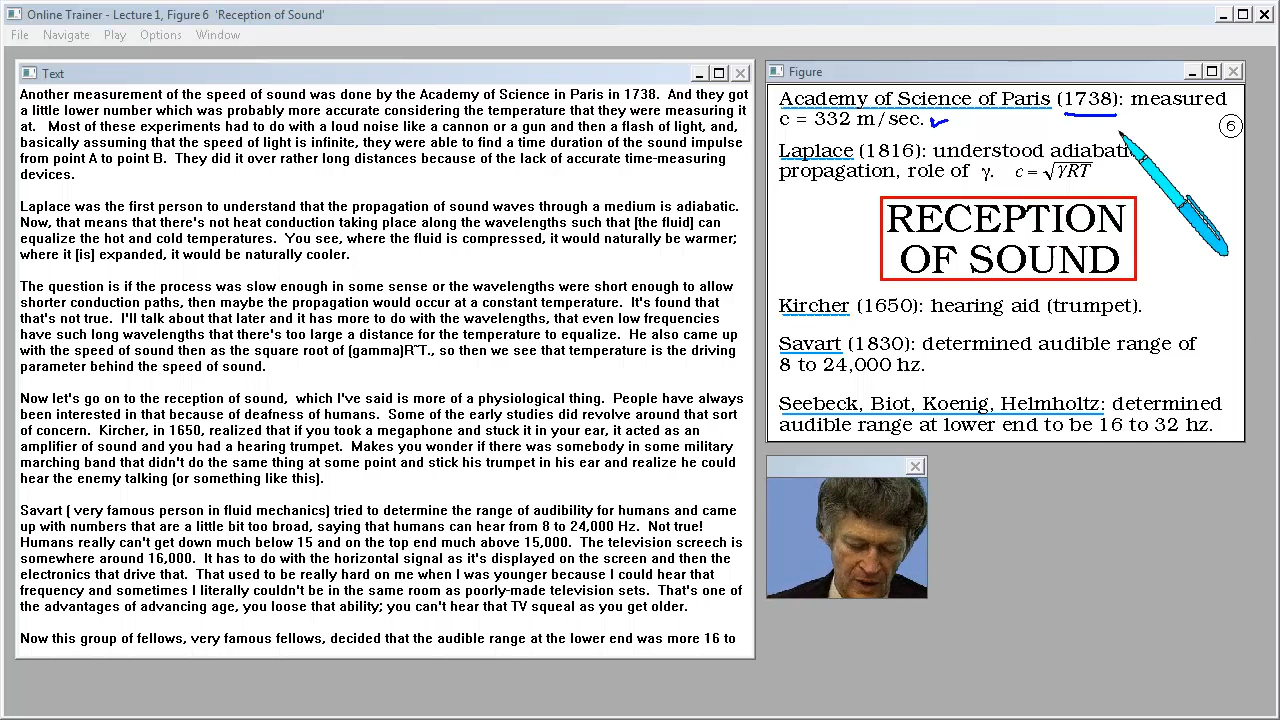 Online Trainer - Lecture 1, Figure 6 'Reception of Sound'
File Navigate Play Options Window
Text
Another measurement of the speed of sound was done by the Academy of Science in Paris in 1738. And they got
a little lower number which was probably more accurate considering the temperature that they were measuring it
at. Most of these experiments had to do with a loud noise like a cannon or a gun and then a flash of light, and,
basically assuming that the speed of light is infinite, they were able to find a time duration of the sound impulse
from point A to point B. They did it over rather long distances because of the lack of accurate time-measuring
devices.
Laplace was the first person to understand that the propagation of sound waves through a medium is adiabatic.
Now, that means that there's not heat conduction taking place along the wavelengths such that [the fluid] can
equalize the hot and cold temperatures. You see, where the fluid is compressed, it would naturally be warmer;
where it [is] expanded, it would be naturally cooler.
The question is if the process was slow enough in some sense or the wavelengths were short enough to allow
shorter conduction paths, then maybe the propagation would occur at a constant temperature. It's found that
that's not true. I'll talk about that later and it has more to do with the wavelengths, that even low frequencies
have such long wavelengths that there's too large a distance for the temperature to equalize. He also came up
with the speed of sound then as the square root of (gamma)R~T., so then we see that temperature is the driving
parameter behind the speed of sound.
Now let's go on to the reception of sound, which I've said is more of a physiological thing. People have always
been interested in that because of deafness of humans. Some of the early studies did revolve around that sort
of concern. Kircher, in 1650, realized that if you took a megaphone and stuck it in your ear, it acted as an
amplifier of sound and you had a hearing trumpet. Makes you wonder if there was somebody in some military
marching band that didn't do the same thing at some point and stick his trumpet in his ear and realize he could
hear the enemy talking (or something like this).
Savart ( very famous person in fluid mechanics) tried to determine the range of audibility for humans and came
up with numbers that are a little bit too broad, saying that humans can hear from 8 to 24,000 Hz. Not true!
Humans really can't get down much below 15 and on the top end much above 15,000. The television screech is
somewhere around 16,000. It has to do with the horizontal signal as it's displayed on the screen and then the
electronics that drive that. That used to be really hard on me when I was younger because I could hear that
frequency and sometimes I literally couldn't be in the same room as poorly-made television sets. That's one of
the advantages of advancing age, you loose that ability; you can't hear that TV squeal as you get older.
Now this group of fellows, very famous fellows, decided that the audible range at the lower end was more 16 to
Figure
Academy of Science of Paris (1738): measured
c = 332 m/sec.
6
Laplace (1816): understood adiabati
propagation, role of γ. c = √γRT
RECEPTION
OF SOUND
Kircher (1650): hearing aid (trumpet).
Savart (1830): determined audible range of
8 to 24,000 hz.
Seebeck, Biot, Koenig, Helmholtz: determined
audible range at lower end to be 16 to 32 hz.